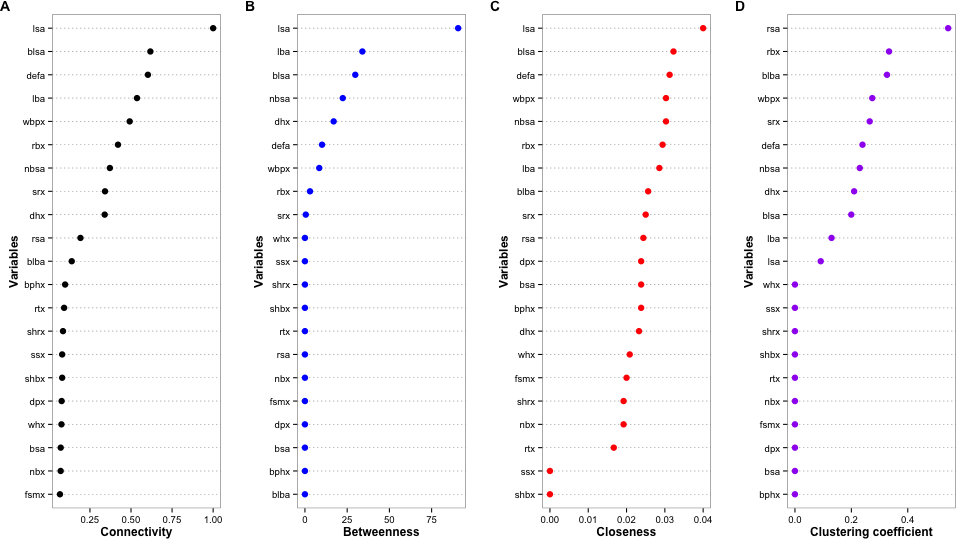 A
Variables
lsa
blsa
defa
lba
wbpx
rbx
nbsa
srx
dhx
rsa
blba
bphx
rtx
shrx
ssx
shbx
dpx
whx
bsa
nbx
fsmx
0.25 0.50 0.75 1.00
Connectivity
B
lsa
lba
blsa
nbsa
dhx
defa
wbpx
rbx
srx
whx
ssx
shrx
shbx
rtx
rsa
nbx
fsmx
dpx
bsa
bphx
blba
0 25 50 75
Betweenness
C
lsa
blsa
defa
wbpx
nbsa
rbx
lba
blba
srx
rsa
dpx
bsa
bphx
dhx
whx
fsmx
shrx
nbx
rtx
ssx
shbx
0.00 0.01 0.02 0.03 0.04
Closeness
D
Variables
rsa
rbx
blba
wbpx
srx
defa
nbsa
dhx
blsa
lba
lsa
whx
ssx
shrx
shbx
rtx
nbx
fsmx
dpx
bsa
bphx
0.0 0.2 0.4
Clustering coefficient